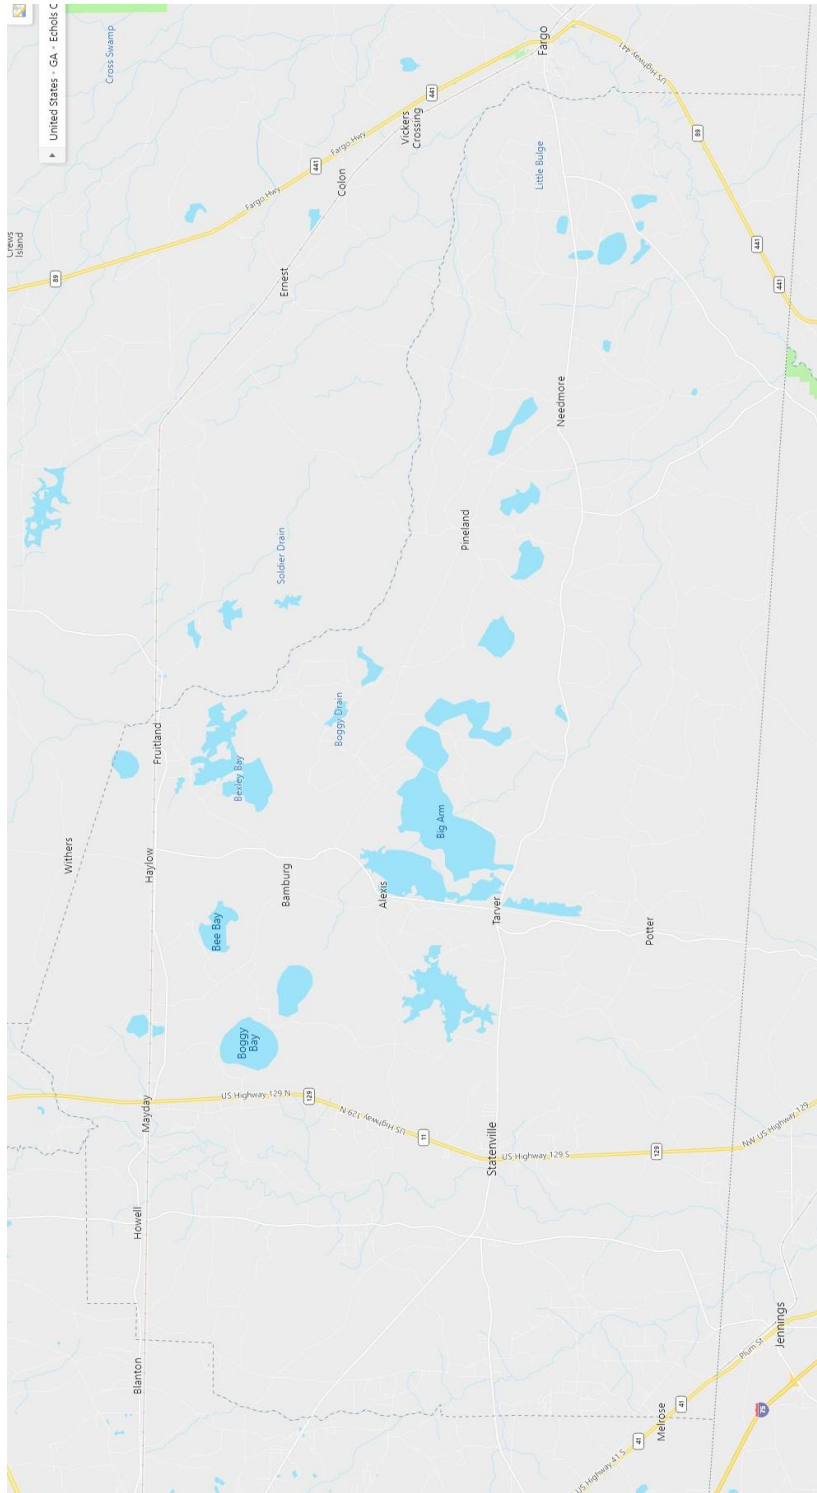 United States - GA - Echols C
Cross Swamp
Crews
Island
89
Fargo Hwy
441
Fargo Hwy
441
Vickers
Crossing
Colon
Ernest
Fargo
US Highway 441
89
441
441
Little Bulge
Needmore
Pineland
Soldier Drain
Boggy Drain
Fruitland
Bexley Bay
Withers
Haylow
Bamburg
Big Arm
Alexis
Tarver
Potter
Bee Bay
Boggy
Bay
Mayday
US Highway 129 N
129
US Highway 129 N
11
Statenville
US Highway 129 S
129
NW US Highway 129
Howell
Blanton
Jennings
Plum St
41
Melrose
41
US Highway 41 S
75